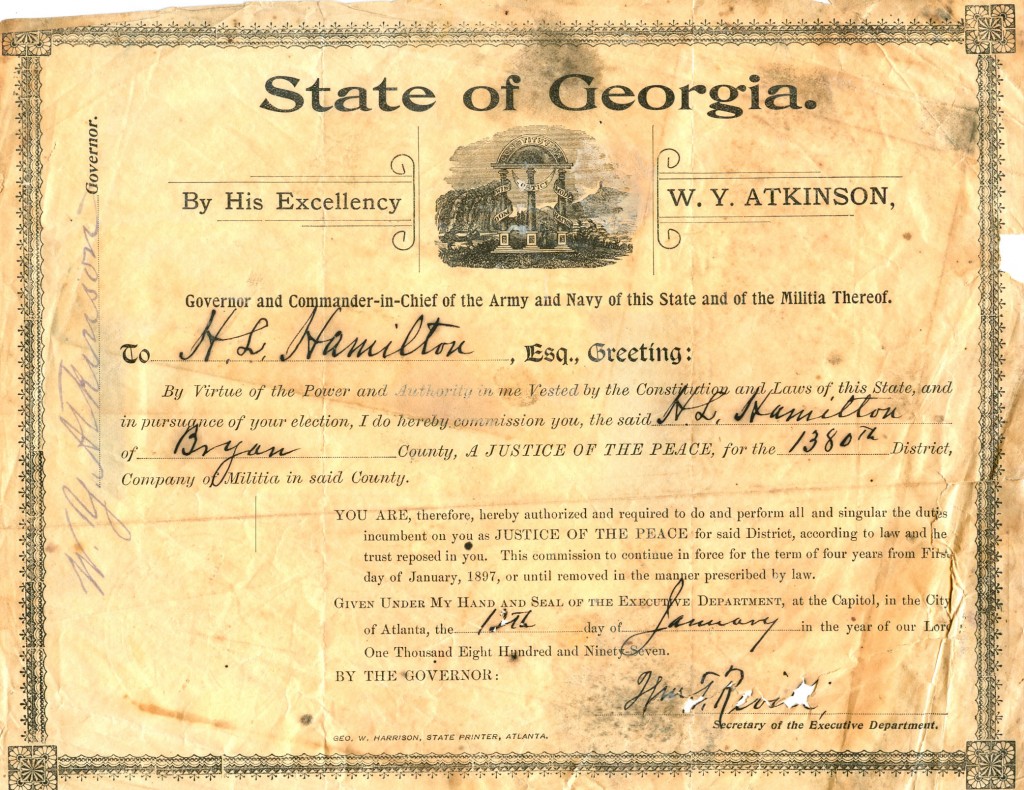 State of Georgia.
By His Excellency W. Y. ATKINSON,
CONSTITUTION
Governor and Commander-in-Chief of the Army and Navy of this State and of the Militia Thereof.
To H. L. Hamilton, Esq., Greeting:
By Virtue of the Power and Authority in me Vested by the Constitution and Laws of this State, and
in pursuance of your election, I do hereby commission you, the said H. L. Hamilton
of Bryan County, A JUSTICE OF THE PEACE, for the 1380th District,
Company of Militia in said County.
YOU ARE, therefore, hereby authorized and required to do and perform all and singular the duties
incumbent on you as JUSTICE OF THE PEACE for said District, according to law and he
trust reposed in you. This commission to continue in force for the term of four years from First
day of January, 1897, or until removed in the manner prescribed by law.
GIVEN UNDER MY HAND AND SEAL OF THE EXECUTIVE DEPARTMENT, at the Capitol, in the City
of Atlanta, the day of January in the year of our Lord
One Thousand Eight Hundred and Ninety-Seven.
BY THE GOVERNOR:
Wm. T. Revill,
Secretary of the Executive Department.
GEO. W. HARRISON, STATE PRINTER, ATLANTA.
W. Y. Atkinson Governor.